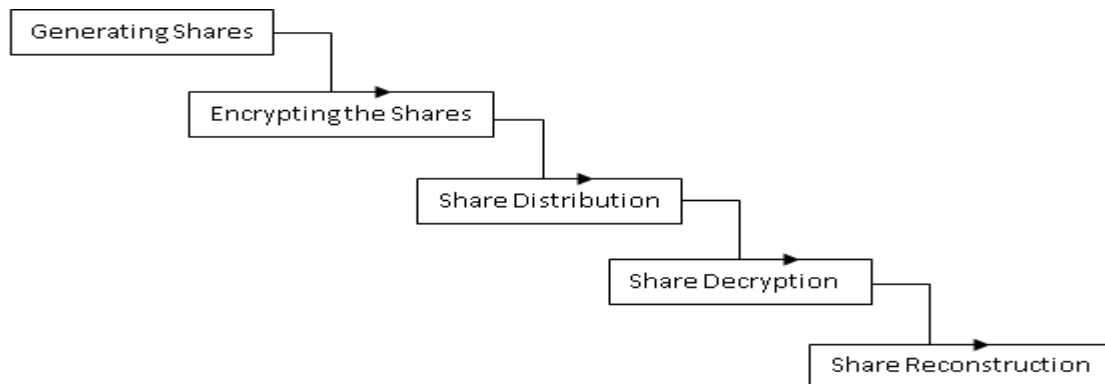 Generating Shares
Encrypting the Shares
Share Distribution
Share Decryption
Share Reconstruction